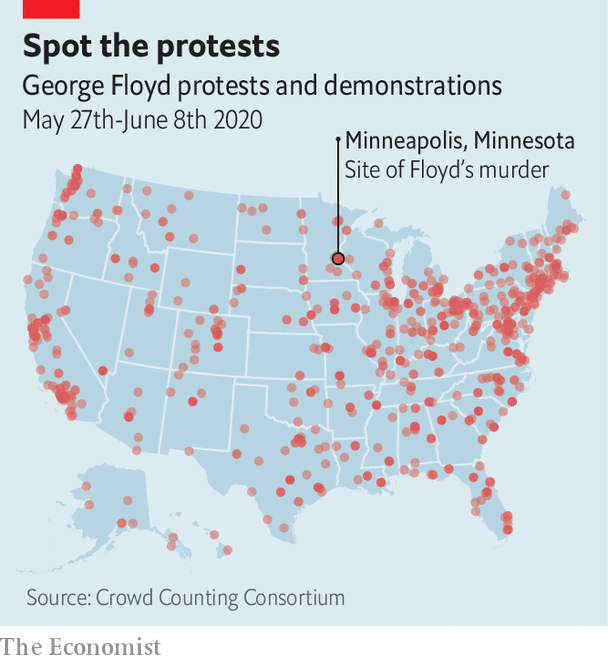 Spot the protests
George Floyd protests and demonstrations
May 27th-June 8th 2020
Minneapolis, Minnesota
Site of Floyd’s murder
Source: Crowd Counting Consortium
The Economist